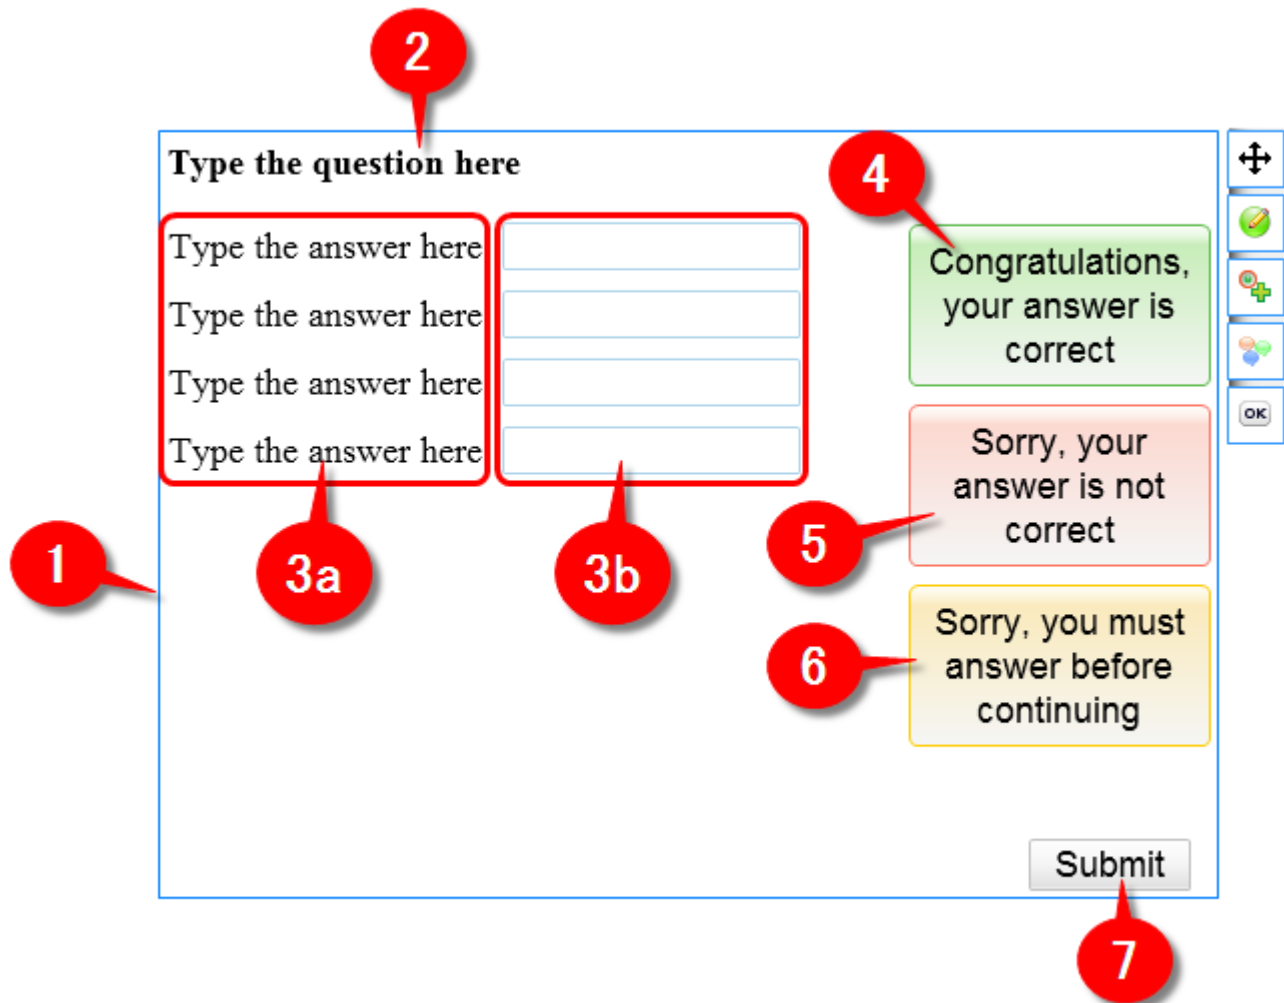 2
Type the question here
4
Type the answer here
Type the answer here
Type the answer here
Type the answer here
Congratulations,
your answer is
correct
OK
Sorry, your
answer is not
correct
1
3a
3b
5
Sorry, you must
answer before
continuing
6
Submit
7